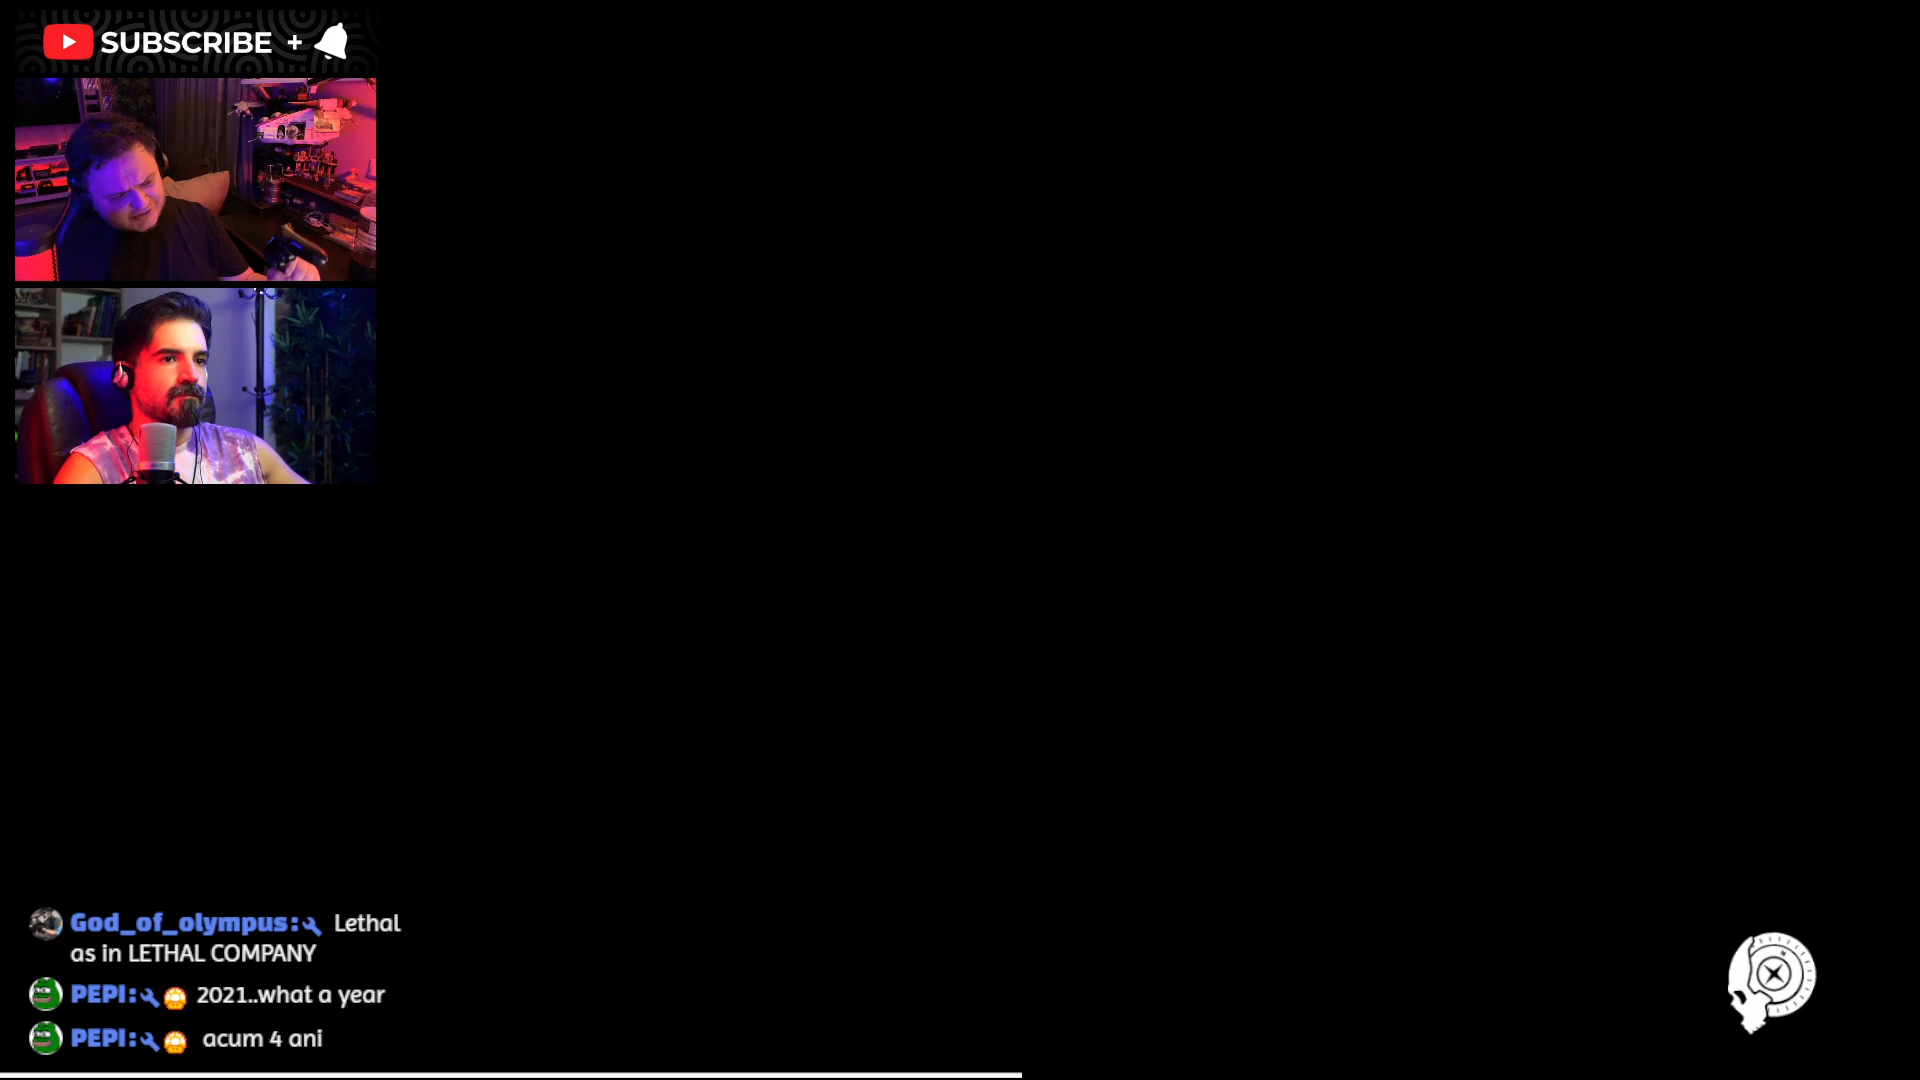 SUBSCRIBE +
God_of_olympus: Lethal
as in LETHAL COMPANY
PEPI: 2021..what a year
PEPI: acum 4 ani